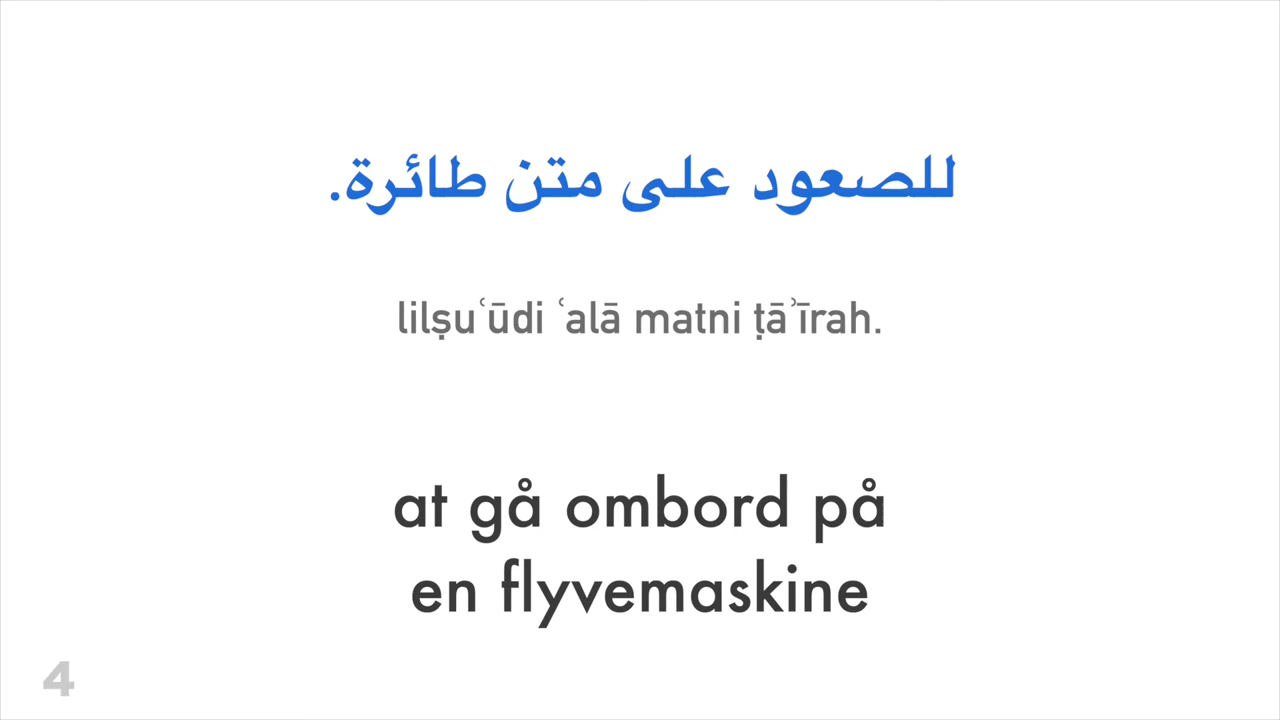 للصعود على متن طائرة.
lilṣuʿūdi ʿalā matni ṭāʾīrah.
at gå ombord på
en flyvemaskine
4